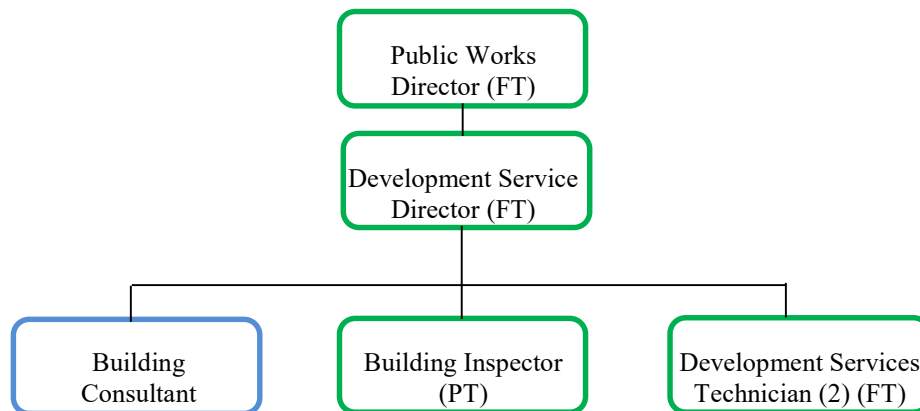 Public Works
Director (FT)
Development Service
Director (FT)
Building
Consultant
Building Inspector
(PT)
Development Services
Technician (2) (FT)